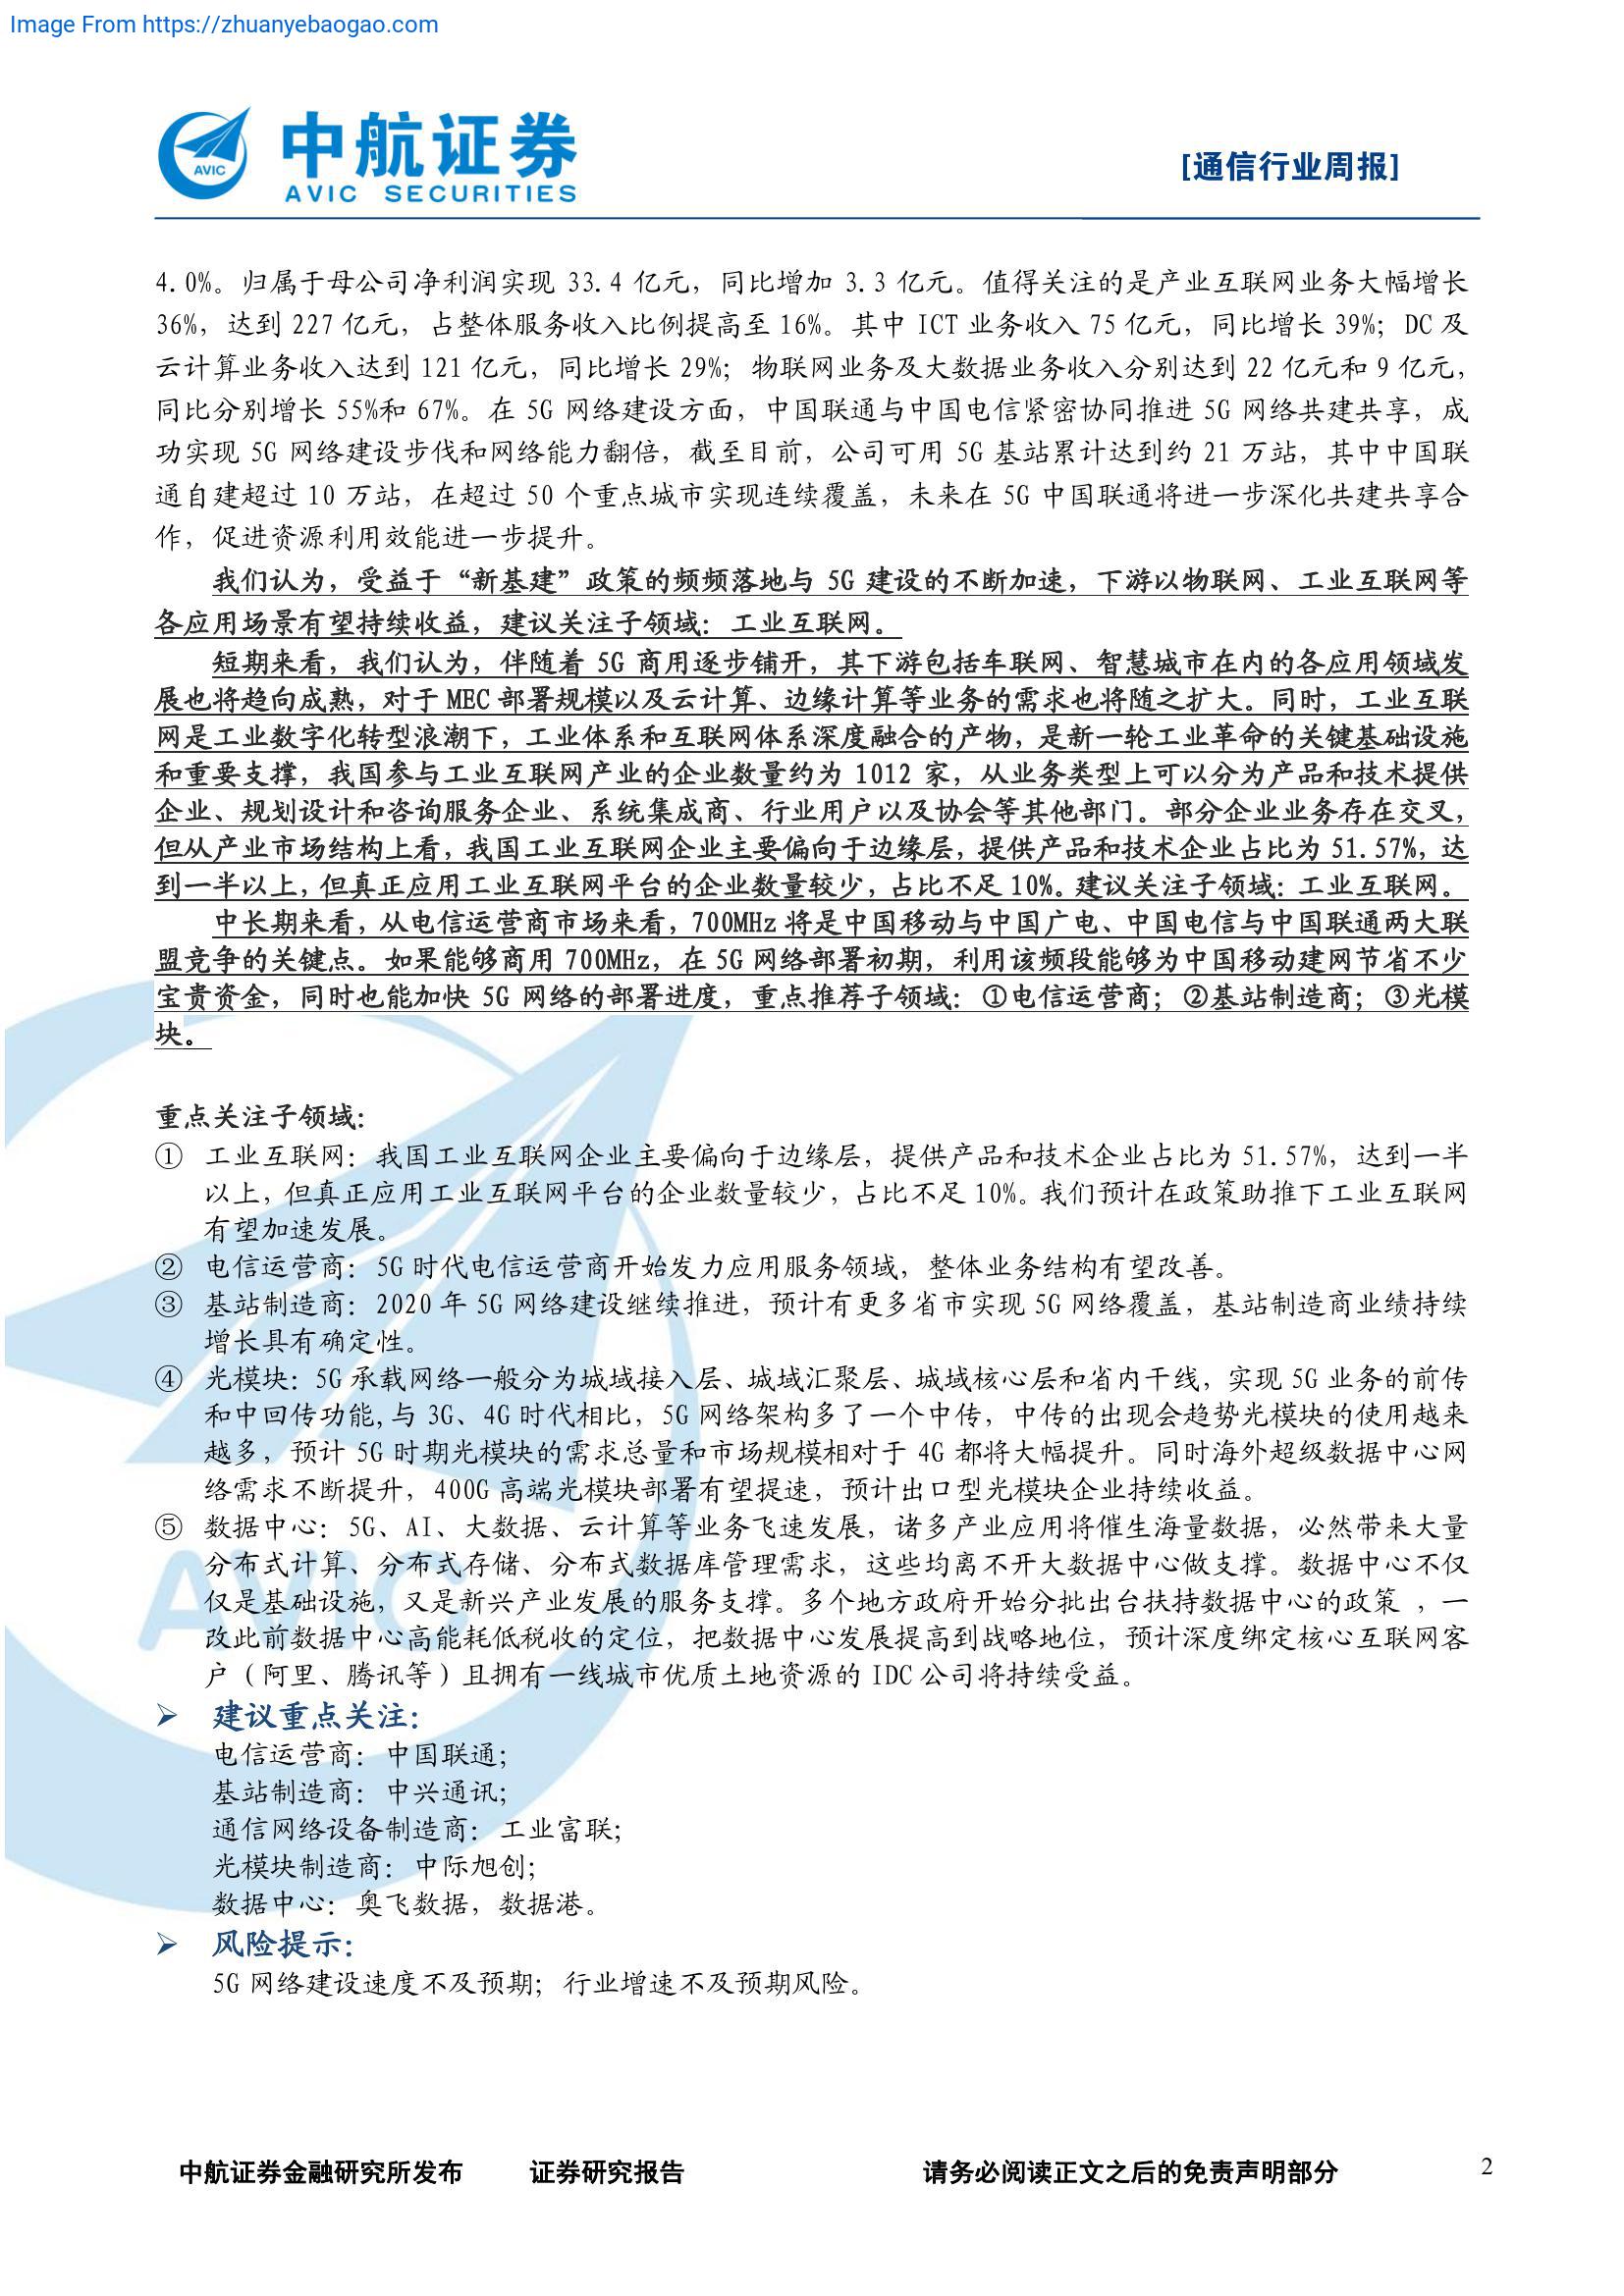 Image From https://zhuanyebaogao.com
AVIC
中航证券
AVIC SECURITIES
[通信行业周报]
4.0%。归属于母公司净利润实现 33.4 亿元，同比增加 3.3 亿元。值得关注的是产业互联网业务大幅增长
36%，达到 227 亿元，占整体服务收入比例提高至 16%。其中 ICT 业务收入 75 亿元，同比增长 39%；DC 及
云计算业务收入达到 121 亿元，同比增长 29%；物联网业务及大数据业务收入分别达到 22 亿元和 9 亿元，
同比分别增长 55%和 67%。在 5G 网络建设方面，中国联通与中国电信紧密协同推进 5G 网络共建共享，成
功实现 5G 网络建设步伐和网络能力翻倍，截至目前，公司可用 5G 基站累计达到约 21 万站，其中中国联
通自建超过 10 万站，在超过 50 个重点城市实现连续覆盖，未来在 5G 中国联通将进一步深化共建共享合
作，促进资源利用效能进一步提升。
我们认为，受益于“新基建”政策的频频落地与 5G 建设的不断加速，下游以物联网、工业互联网等
各应用场景有望持续收益，建议关注子领域：工业互联网。
短期来看，我们认为，伴随着 5G 商用逐步铺开，其下游包括车联网、智慧城市在内的各应用领域发
展也将趋向成熟，对于 MEC 部署规模以及云计算、边缘计算等业务的需求也将随之扩大。同时，工业互联
网是工业数字化转型浪潮下，工业体系和互联网体系深度融合的产物，是新一轮工业革命的关键基础设施
和重要支撑，我国参与工业互联网产业的企业数量约为 1012 家，从业务类型上可以分为产品和技术提供
企业、规划设计和咨询服务企业、系统集成商、行业用户以及协会等其他部门。部分企业业务存在交叉，
但从产业市场结构上看，我国工业互联网企业主要偏向于边缘层，提供产品和技术企业占比为 51.57%，达
到一半以上，但真正应用工业互联网平台的企业数量较少，占比不足 10%。建议关注子领域：工业互联网。
中长期来看，从电信运营商市场来看，700MHz 将是中国移动与中国广电、中国电信与中国联通两大联
盟竞争的关键点。如果能够商用 700MHz，在 5G 网络部署初期，利用该频段能够为中国移动建网节省不少
宝贵资金，同时也能加快 5G 网络的部署进度，重点推荐子领域：①电信运营商；②基站制造商；③光模
块。
重点关注子领域：
① 工业互联网：我国工业互联网企业主要偏向于边缘层，提供产品和技术企业占比为 51.57%，达到一半
以上，但真正应用工业互联网平台的企业数量较少，占比不足 10%。我们预计在政策助推下工业互联网
有望加速发展。
② 电信运营商：5G 时代电信运营商开始发力应用服务领域，整体业务结构有望改善。
③ 基站制造商：2020 年 5G 网络建设继续推进，预计有更多省市实现 5G 网络覆盖，基站制造商业绩持续
增长具有确定性。
④ 光模块：5G 承载网络一般分为城域接入层、城域汇聚层、城域核心层和省内干线，实现 5G 业务的前传
和中回传功能,与 3G、4G 时代相比，5G 网络架构多了一个中传，中传的出现会趋势光模块的使用越来
越多，预计 5G 时期光模块的需求总量和市场规模相对于 4G 都将大幅提升。同时海外超级数据中心网
络需求不断提升，400G 高端光模块部署有望提速，预计出口型光模块企业持续收益。
⑤ 数据中心：5G、AI、大数据、云计算等业务飞速发展，诸多产业应用将催生海量数据，必然带来大量
分布式计算、分布式存储、分布式数据库管理需求，这些均离不开大数据中心做支撑。数据中心不仅
仅是基础设施，又是新兴产业发展的服务支撑。多个地方政府开始分批出台扶持数据中心的政策 ，一
改此前数据中心高能耗低税收的定位，把数据中心发展提高到战略地位，预计深度绑定核心互联网客
户（阿里、腾讯等）且拥有一线城市优质土地资源的 IDC 公司将持续受益。
➢ 建议重点关注：
电信运营商：中国联通；
基站制造商：中兴通讯；
通信网络设备制造商：工业富联；
光模块制造商：中际旭创；
数据中心：奥飞数据，数据港。
➢ 风险提示：
5G 网络建设速度不及预期；行业增速不及预期风险。
AVIC
中航证券金融研究所发布 证券研究报告 请务必阅读正文之后的免责声明部分 2